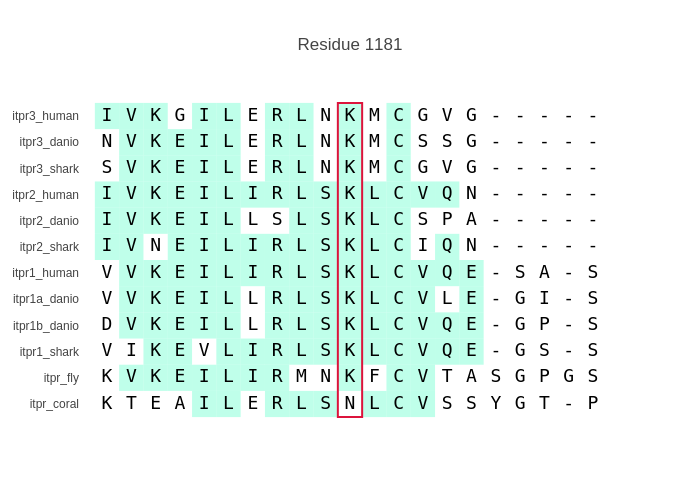 Residue 1181
itpr3_human I V K G I L E R L N K M C G V G - - - - -
itpr3_danio N V K E I L E R L N K M C S S G - - - - -
itpr3_shark S V K E I L E R L N K M C G V G - - - - -
itpr2_human I V K E I L I R L S K L C V Q N - - - - -
itpr2_danio I V K E I L L S L S K L C S P A - - - - -
itpr2_shark I V N E I L I R L S K L C I Q N - - - - -
itpr1_human V V K E I L I R L S K L C V Q E - S A - S
itpr1a_danio V V K E I L L R L S K L C V L E - G I - S
itpr1b_danio D V K E I L L R L S K L C V Q E - G P - S
itpr1_shark V I K E V L I R L S K L C V Q E - G S - S
itpr_fly K V K E I L I R M N K F C V T A S G P G S
itpr_coral K T E A I L E R L S N L C V S S Y G T - P